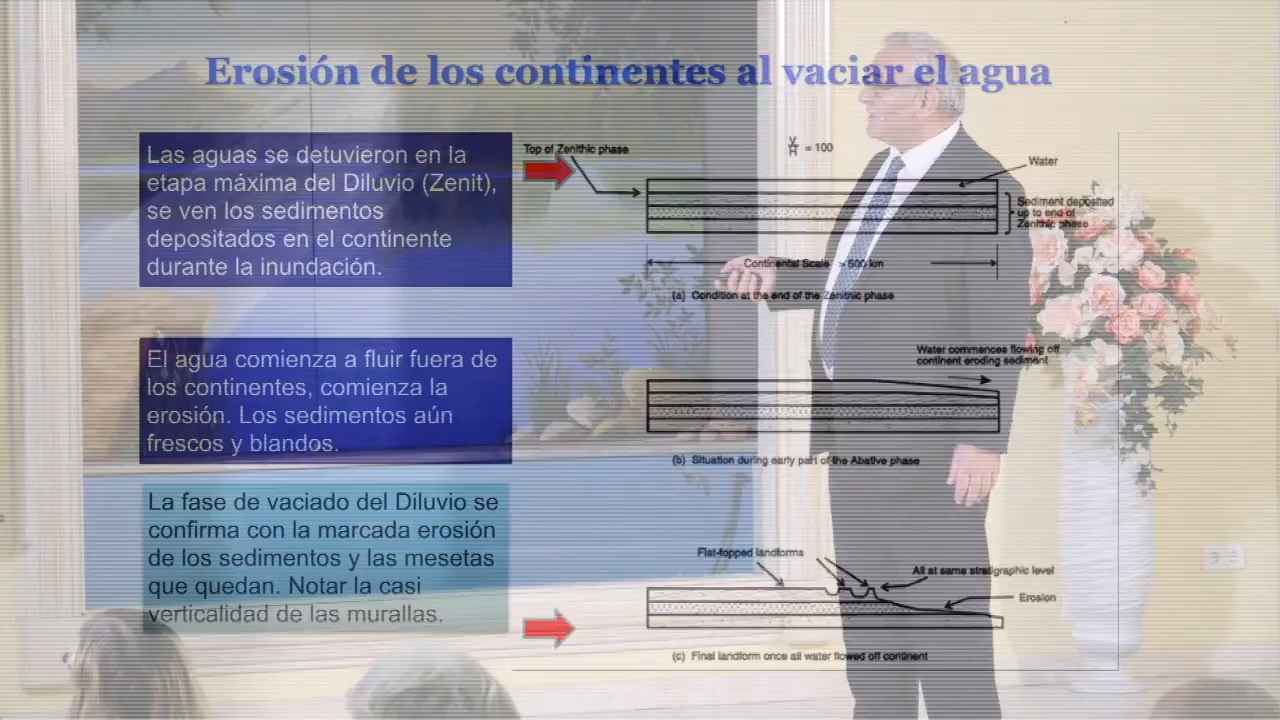 Erosión de los continentes al vaciar el agua
Las aguas se detuvieron en la
etapa máxima del Diluvio (Zenit),
se ven los sedimentos
depositados en el continente
durante la inundación.
El agua comienza a fluir fuera de
los continentes, comienza la
erosión. Los sedimentos aún
frescos y blandos.
La fase de vaciado del Diluvio se
confirma con la marcada erosión
de los sedimentos y las mesetas
que quedan. Notar la casi
verticalidad de las murallas.
Top of Zenithic phase
V/H = 100
Water
Sediment deposited
up to end of
Zenithic phase
Continental Scale > 500 km
(a) Condition at the end of the Zenithic phase
Water commences flowing off
continent eroding sediment
(b) Situation during early part of the Abative phase
Flat-topped landforms
All at same stratigraphic level
Erosion
(c) Final landform once all water flowed off continent